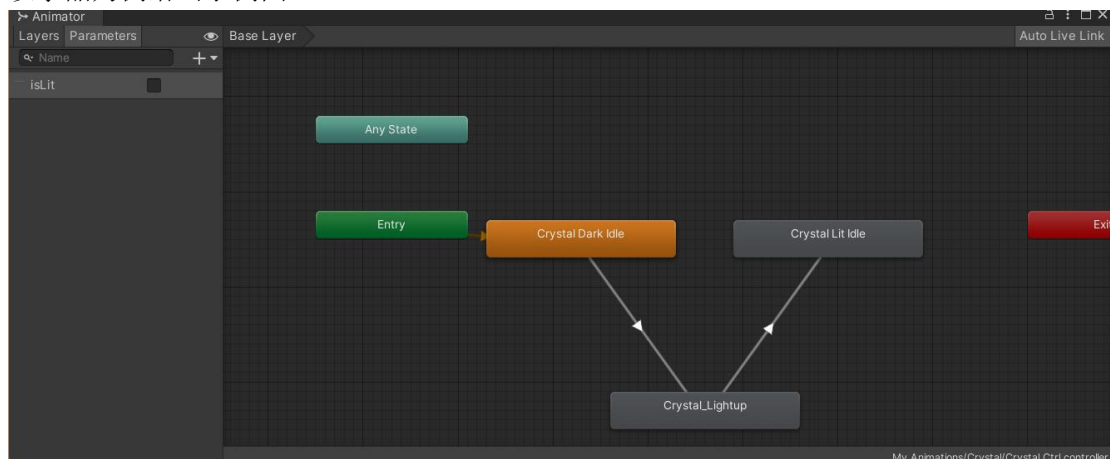 Animator
Layers Parameters
Base Layer
Auto Live Link
Name
isLit
Any State
Entry
Crystal Dark Idle
Crystal Lit Idle
Crystal_Lightup
My Animations/Crystal/Crystal Ctrl.controller